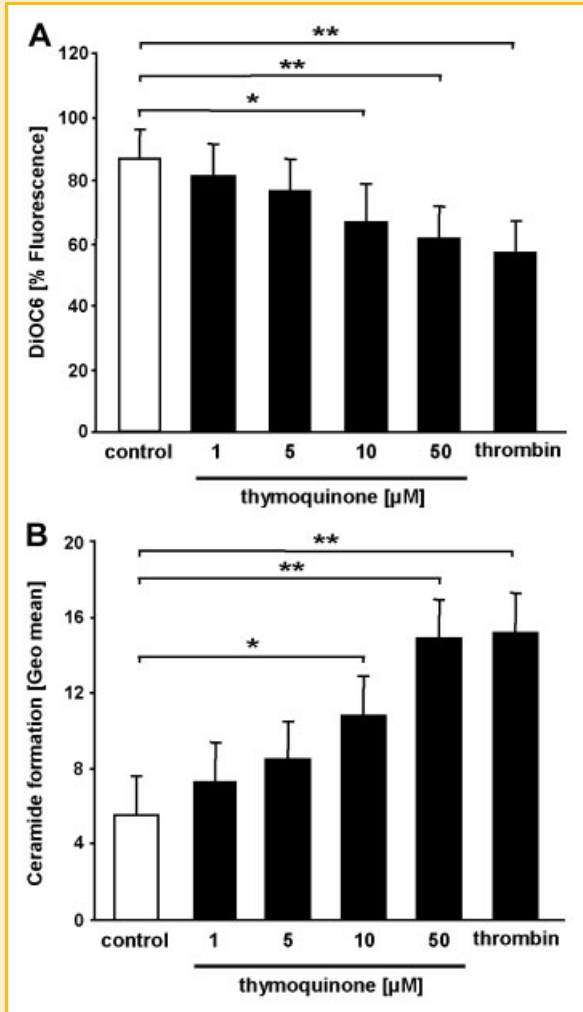 A
DiOC6 [% Fluorescence]
120
100
80
60
40
20
0
**
**
*
control 1 5 10 50 thrombin
thymoquinone [µM]
B
Ceramide formation [Geo mean]
20
16
12
8
4
0
**
**
*
control 1 5 10 50 thrombin
thymoquinone [µM]